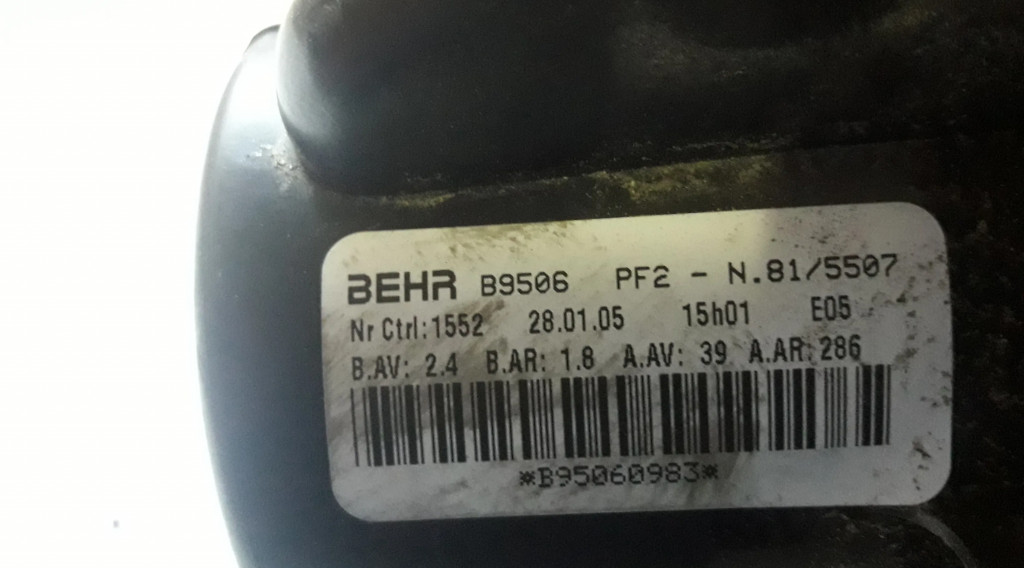 BEHR B9506 PF2 - N.81/5507
Nr Ctrl:1552 28.01.05 15h01 E05
B.AV: 2.4 B.AR: 1.8 A.AV: 39 A.AR:286
*B95060983*